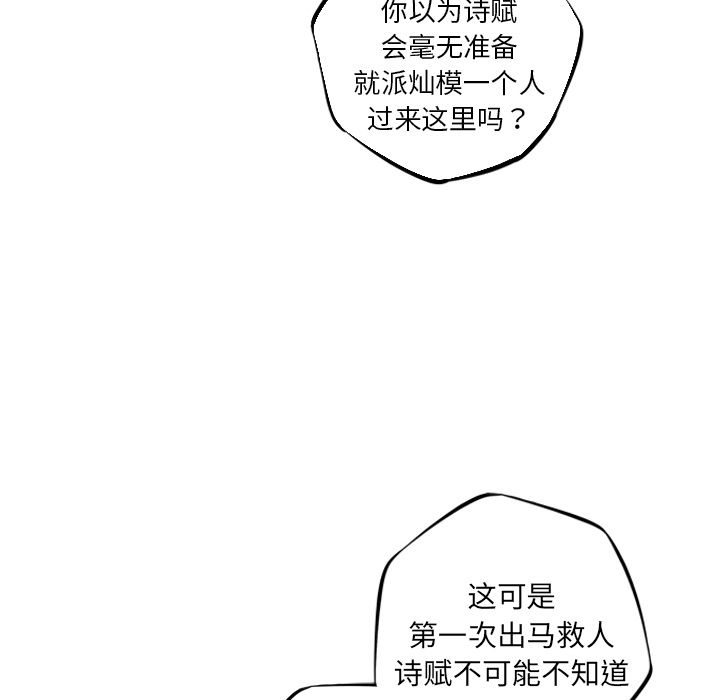 你以为诗赋
会毫无准备
就派灿模一个人
过来这里吗？
这可是
第一次出马救人
诗赋不可能不知道